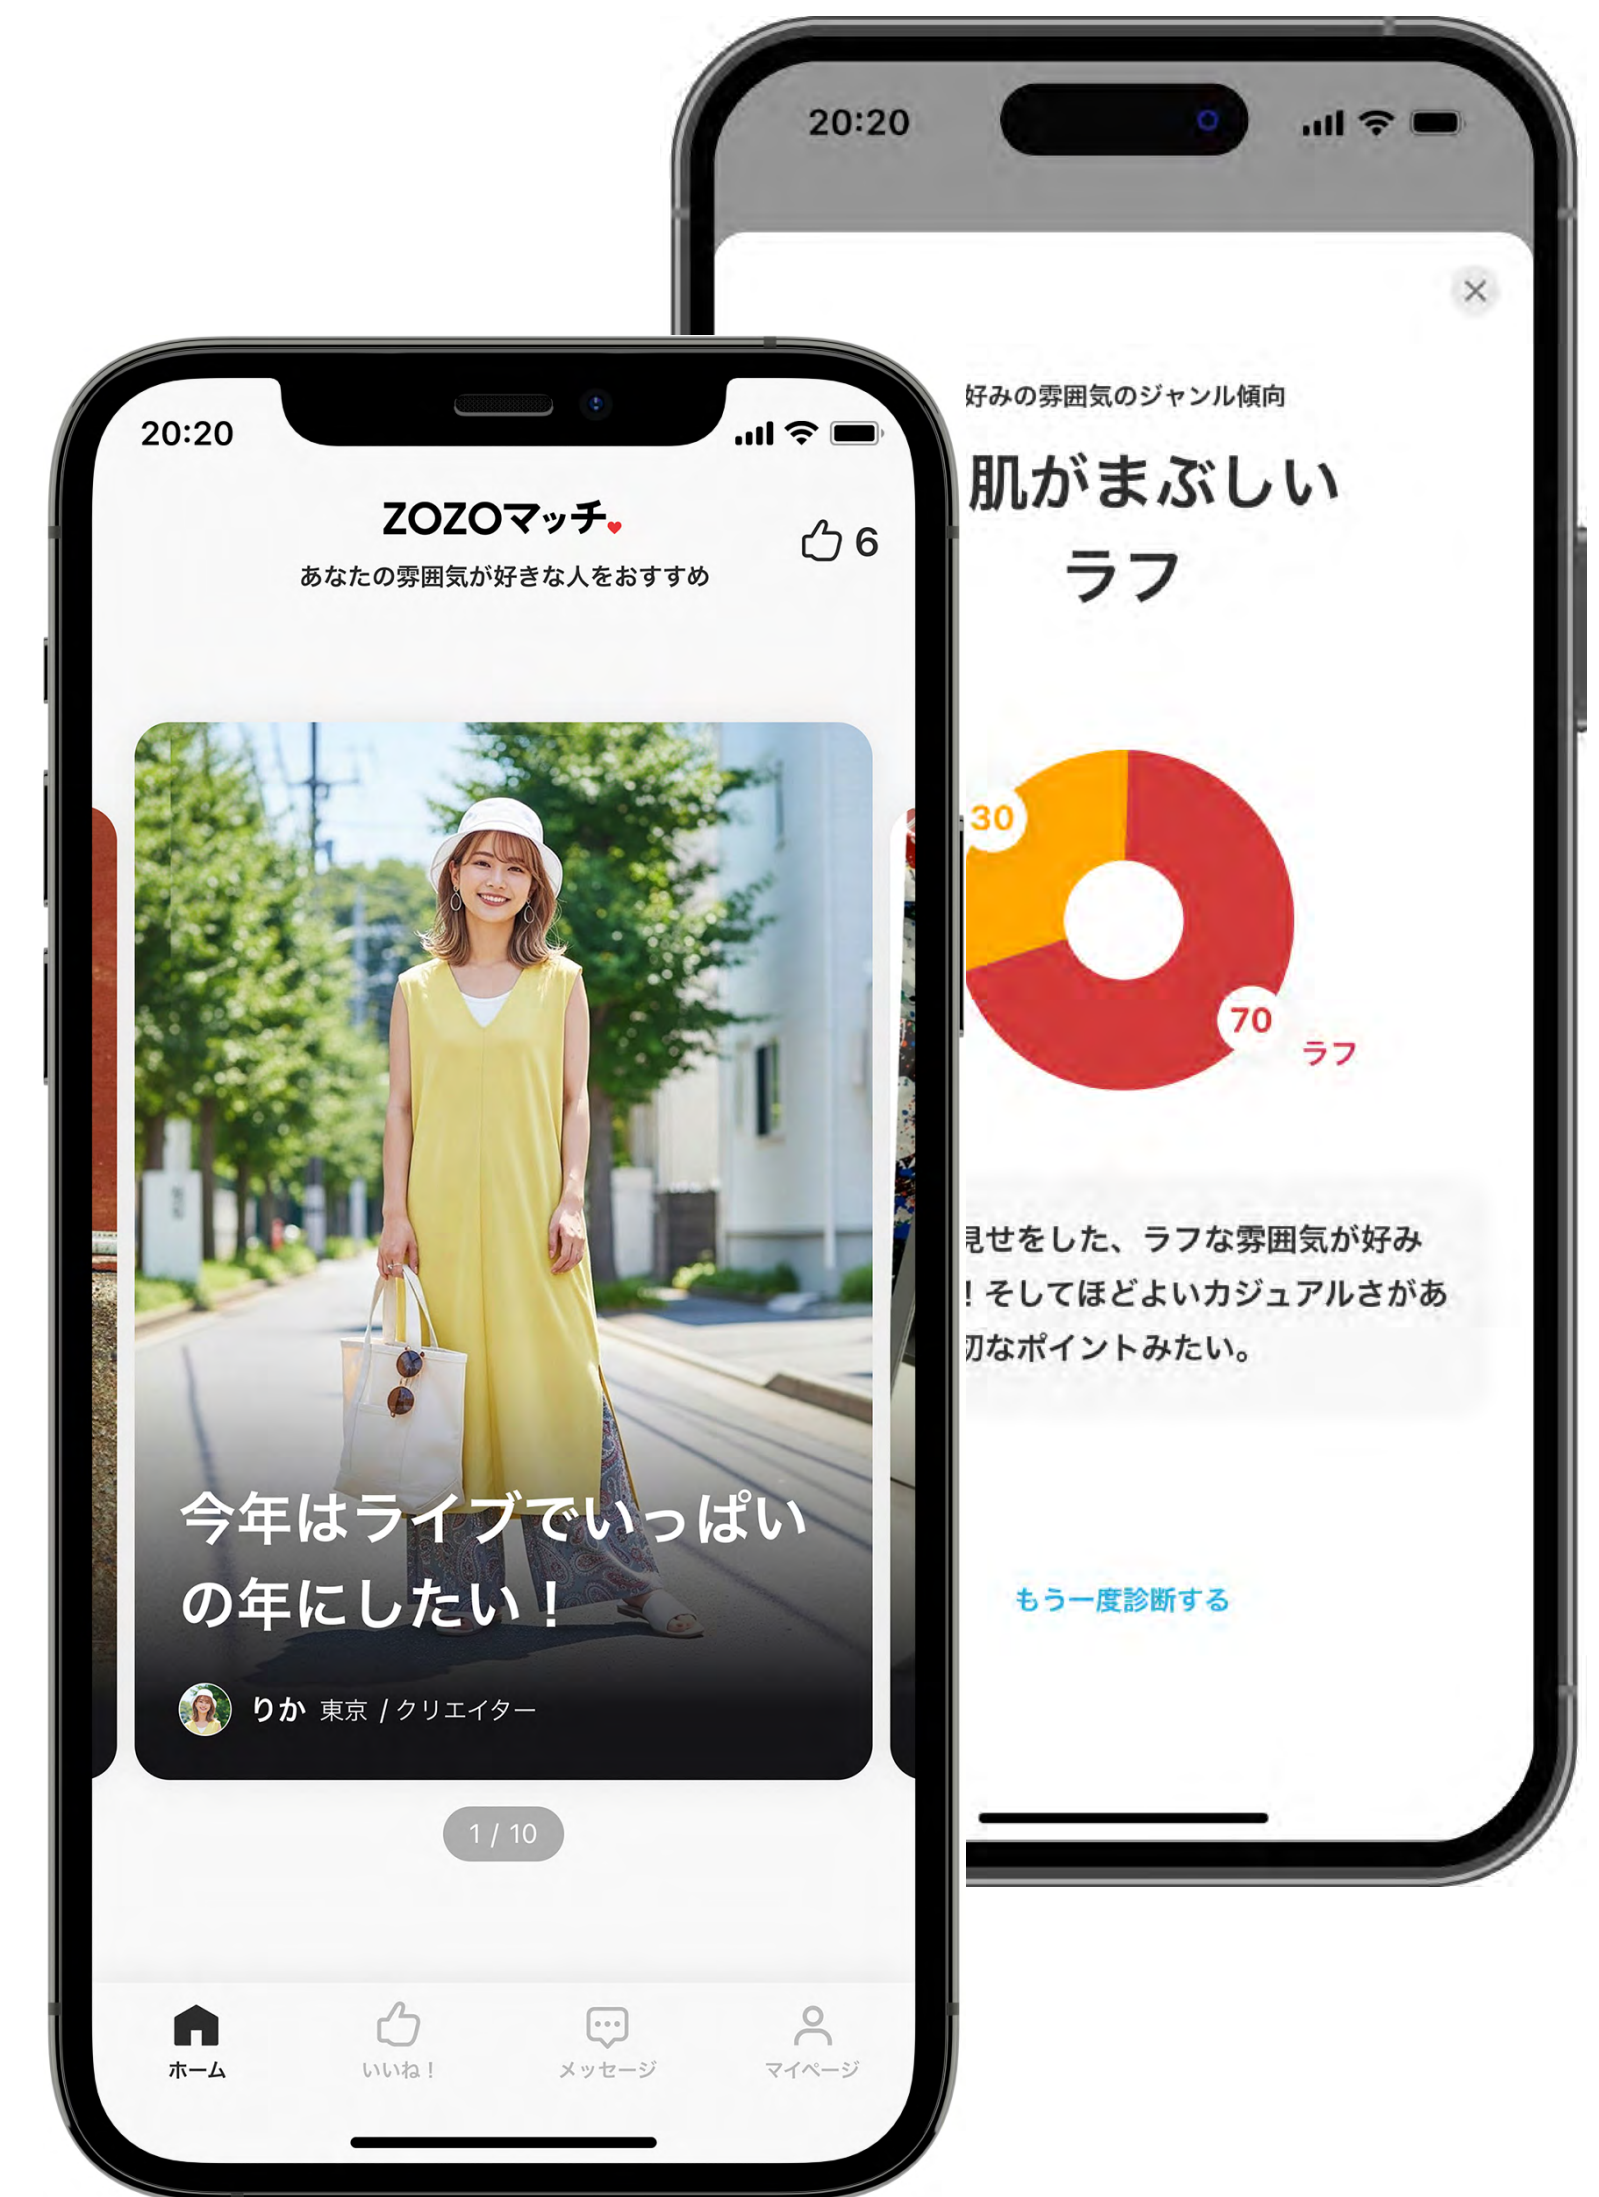 20:20
ZOZOマッチ
あなたの雰囲気が好きな人をおすすめ
6
今年はライブでいっぱい
の年にしたい！
りか 東京 / クリエイター
1 / 10
ホーム
いいね！
メッセージ
マイページ
20:20
好みの雰囲気のジャンル傾向
肌がまぶしい
ラフ
30
70
ラフ
見せをした、ラフな雰囲気が好み
！そしてほどよいカジュアルさがあ
切なポイントみたい。
もう一度診断する